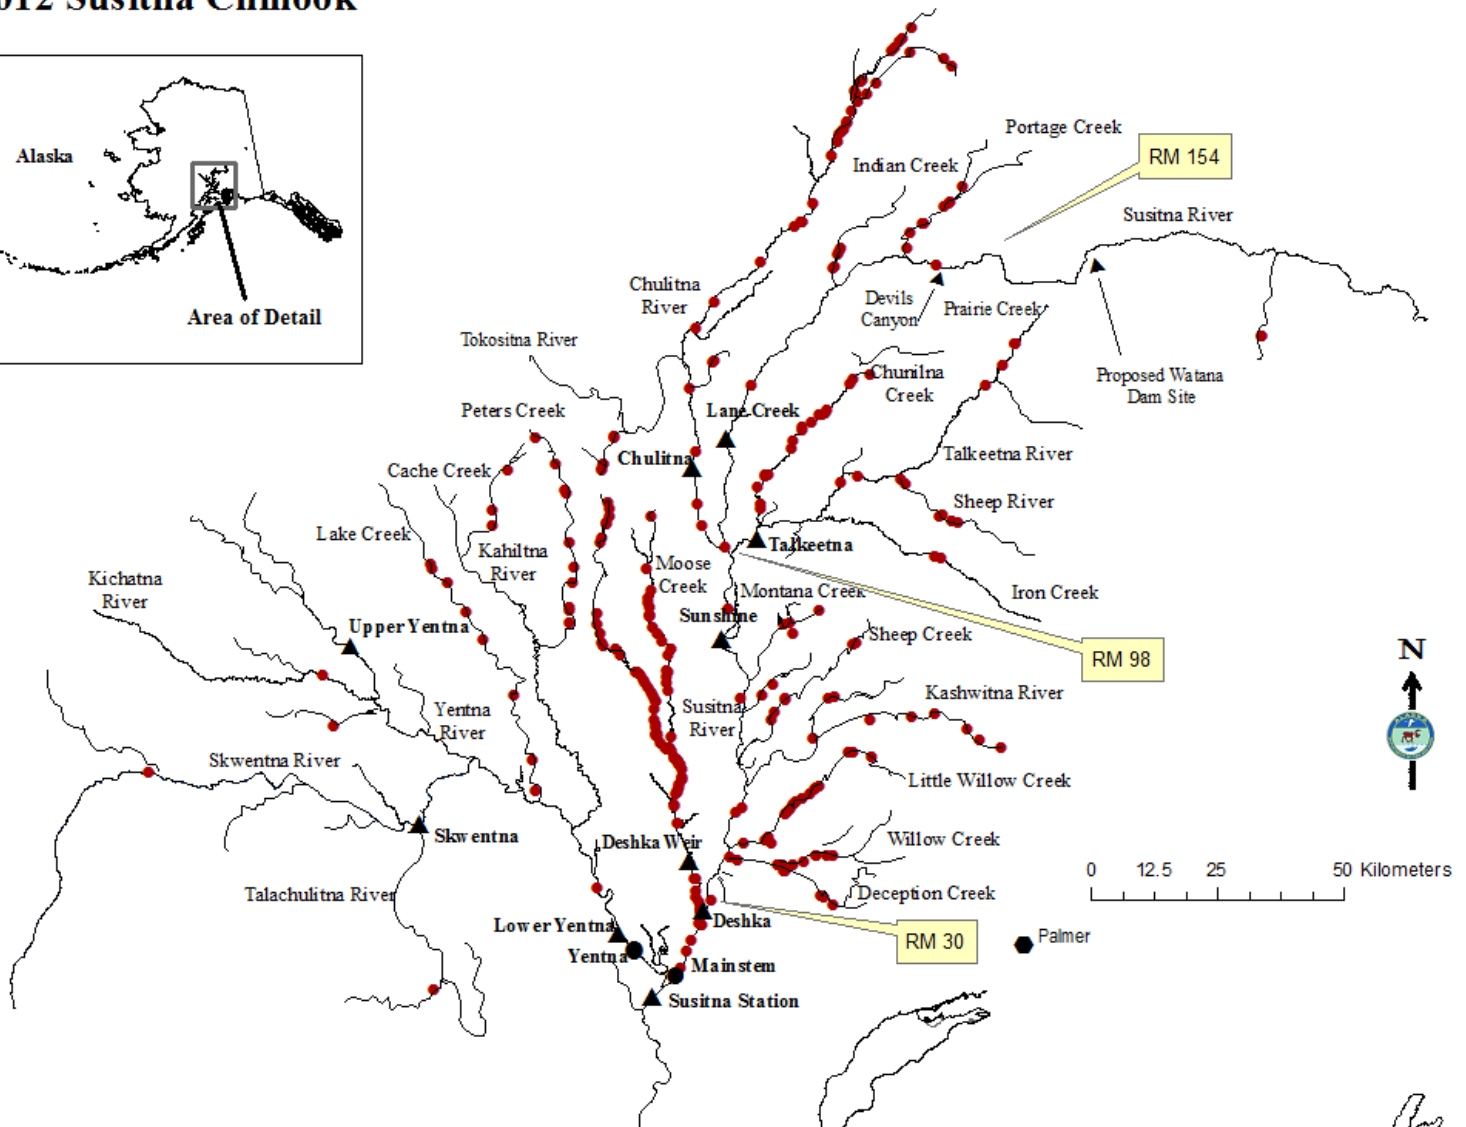 2012 Susitna Chinook
Alaska
Area of Detail
Portage Creek
RM 154
Indian Creek
Susitna River
Chulitna
River
Devils
Canyon
Prairie Creek
Tokositna River
Proposed Watana
Dam Site
Chunilna
Creek
Peters Creek
Lane Creek
Chulitna
Cache Creek
Talkeetna River
Sheep River
Lake Creek
Talkeetna
Kahiltna
River
Moose
Creek
Kichatna
River
Montana Creek
Iron Creek
Sunshine
Upper Yentna
Sheep Creek
RM 98
N
Kashwitna River
Yentna
River
Susitna
River
Skwentna River
Little Willow Creek
Skwentna
Deshka Weir
Willow Creek
0 12.5 25 50 Kilometers
Talachulitna River
Deception Creek
Lower Yentna
Deshka
RM 30
Palmer
Yentna
Mainstem
Susitna Station